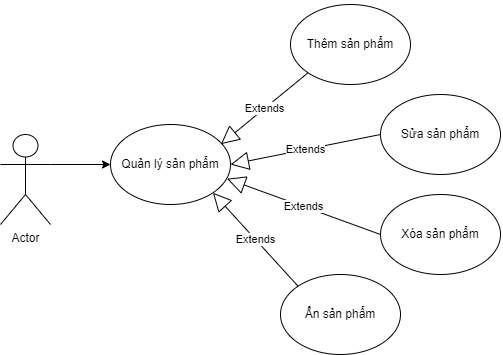 Thêm sản phẩm
Extends
Sửa sản phẩm
Extends
Quản lý sản phẩm
Extends
Xóa sản phẩm
Actor
Extends
Ẩn sản phẩm